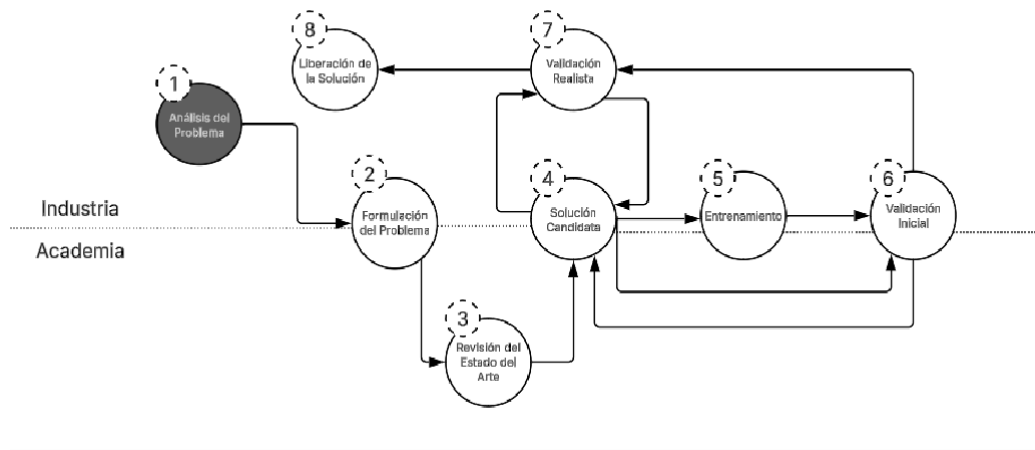 1
Análisis del
Problema
2
Formulación
del Problema
3
Revisión del
Estado del
Arte
4
Solución
Candidata
5
Entrenamiento
6
Validación
Inicial
7
Validación
Realista
8
Liberación de
la Solución
Industria
Academia